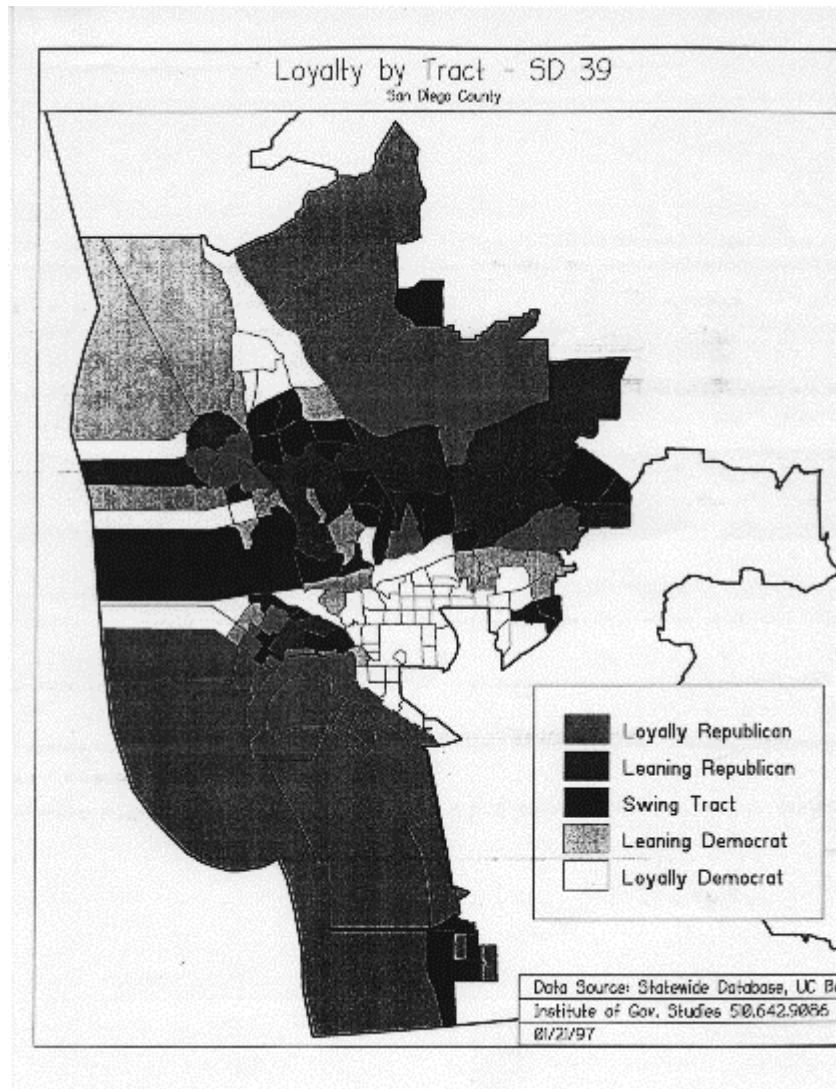 Loyalty by Tract - SD 39
San Diego County
Loyally Republican
Leaning Republican
Swing Tract
Leaning Democrat
Loyally Democrat
Data Source: Statewide Database, UC Be
Institute of Gov. Studies 510.642.9086
01/21/97